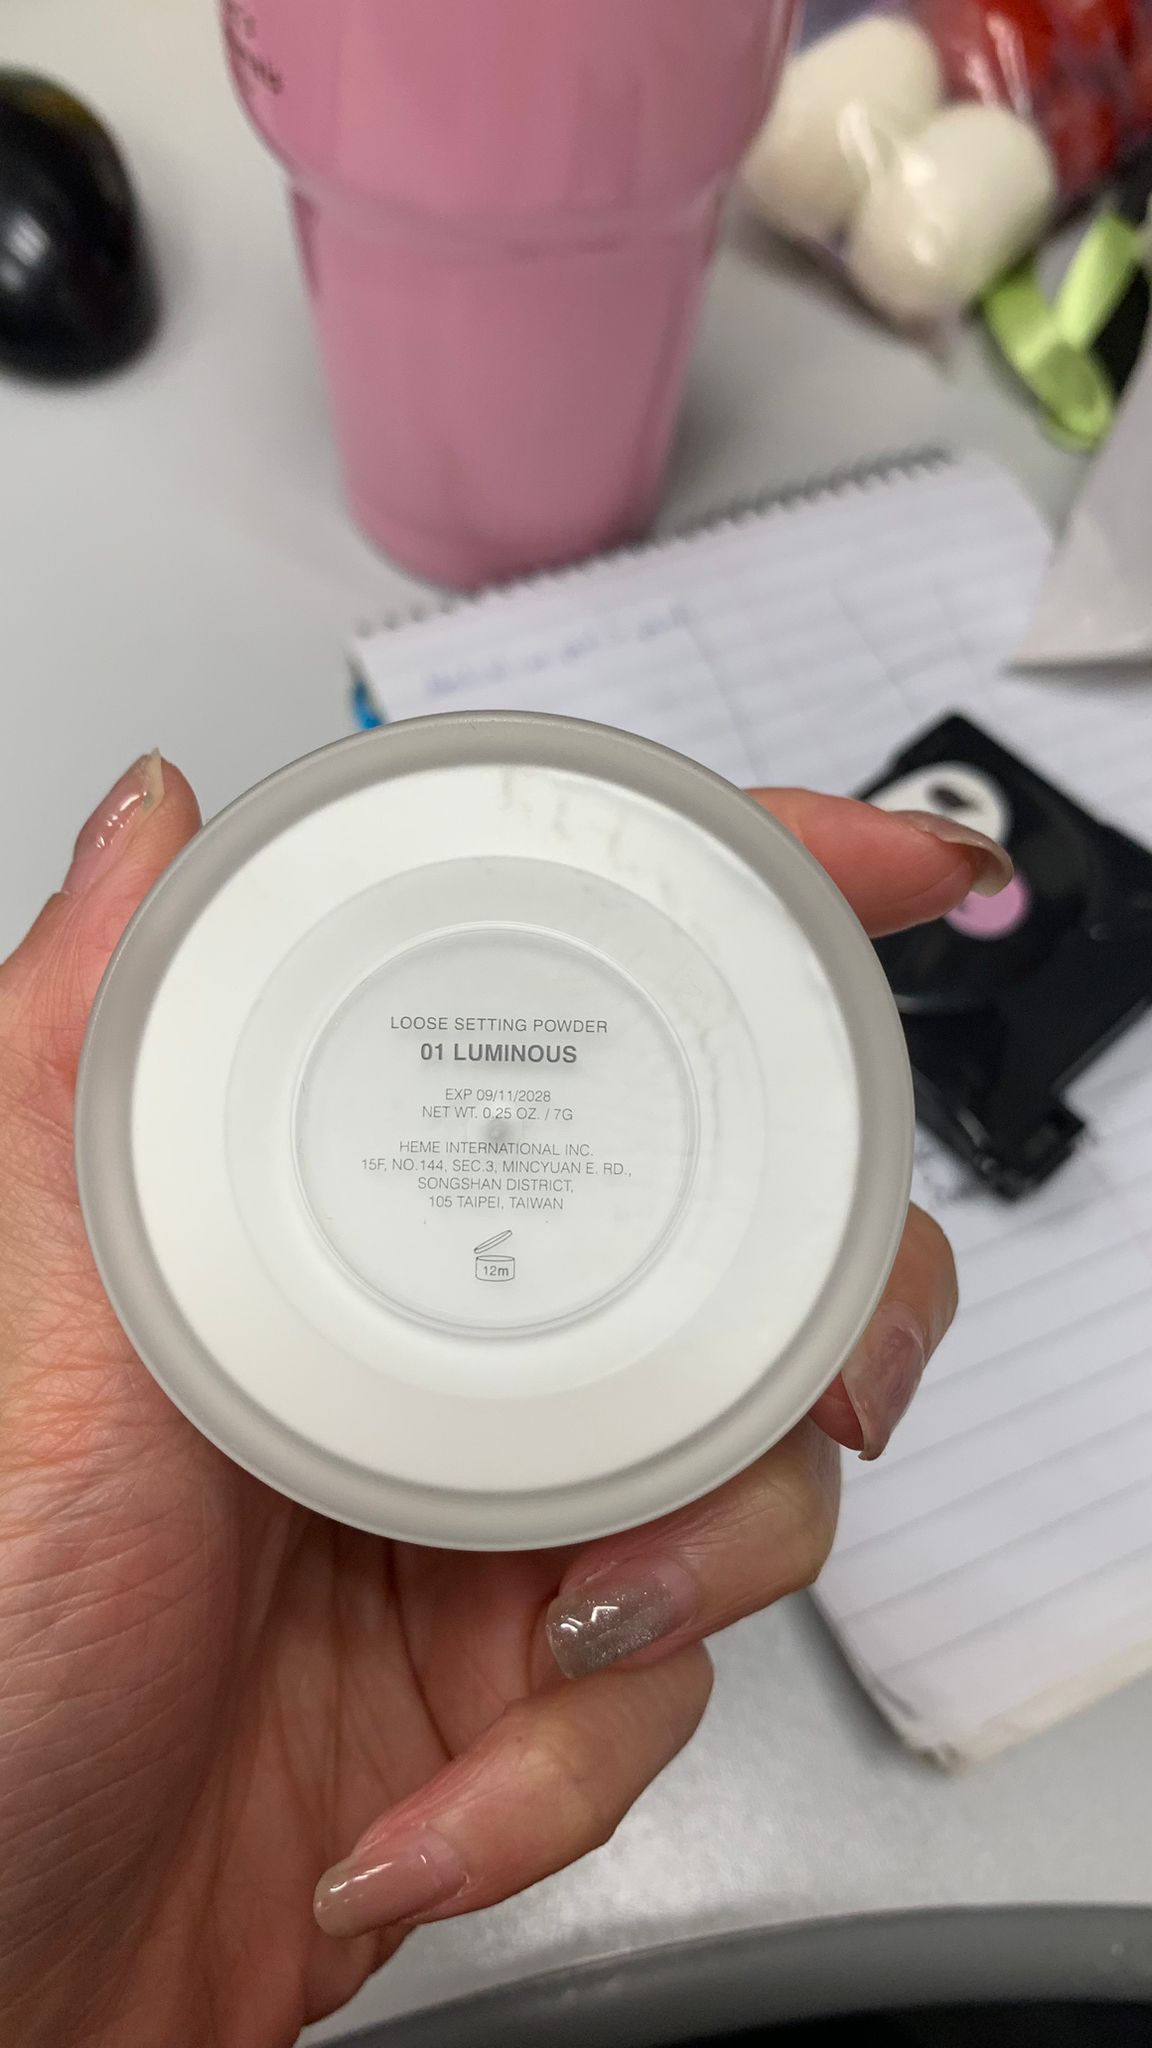 LOOSE SETTING POWDER
01 LUMINOUS
EXP 09/11/2028
NET WT. 0.25 OZ. / 7G
HEME INTERNATIONAL INC.
15F, NO.144, SEC.3, MINCYUAN E. RD.,
SONGSHAN DISTRICT,
105 TAIPEI, TAIWAN
12m